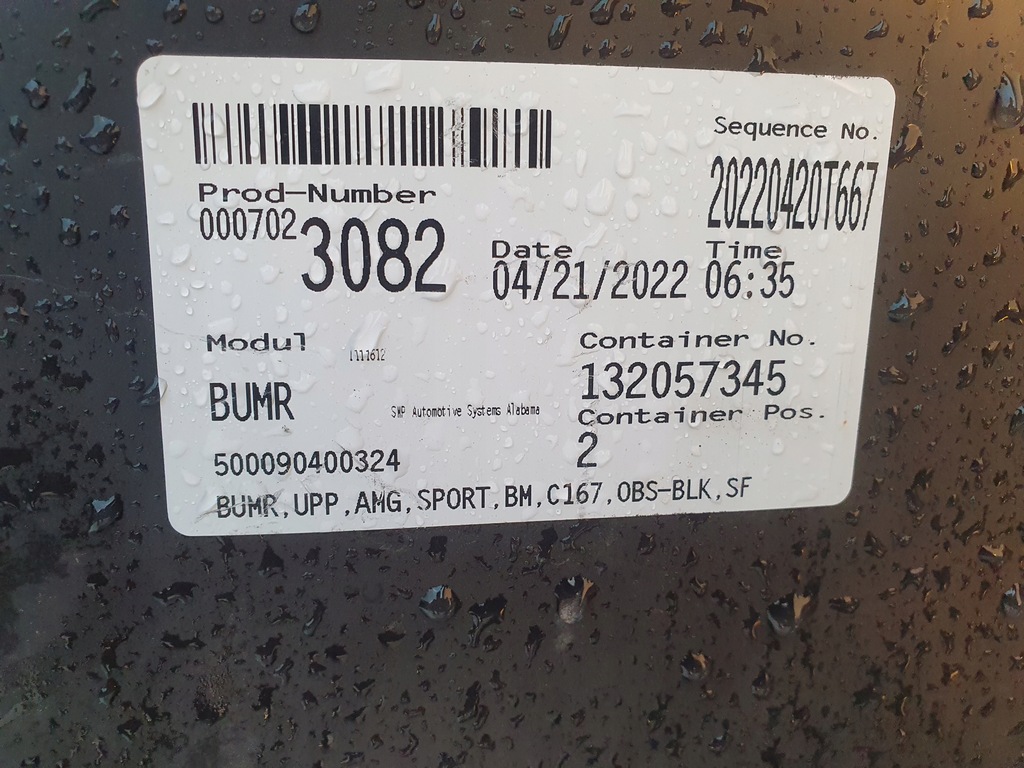 Sequence No.
20220420T667
Prod-Number
000702 3082
Date
04/21/2022
Time
06:35
Modul
1111612
BUMR
SMP Automotive Systems Alabama
Container No.
132057345
Container Pos.
2
500090400324
BUMR,UPP,AMG,SPORT,BM,C167,OBS-BLK,SF